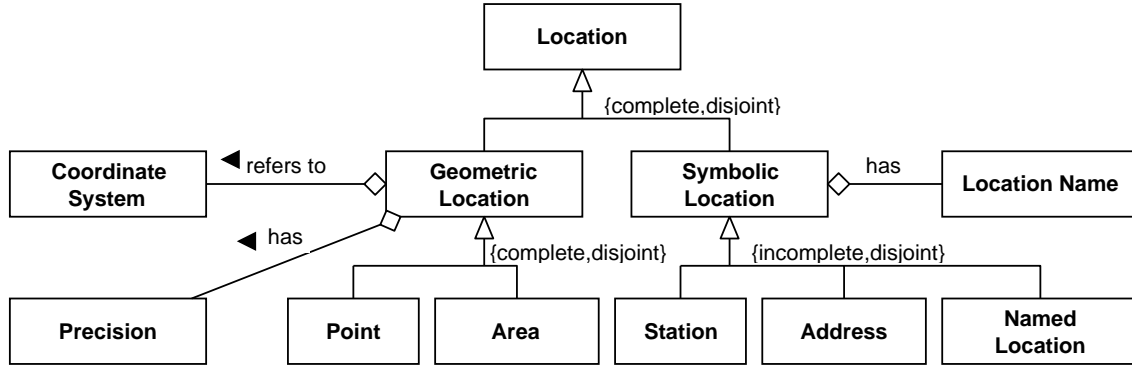 Location
{complete,disjoint}
Coordinate
System
refers to
Geometric
Location
Symbolic
Location
has
Location Name
has
{complete,disjoint}
{incomplete,disjoint}
Precision
Point
Area
Station
Address
Named
Location